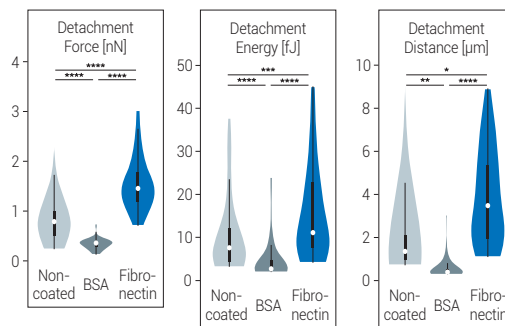 Detachment
Force [nN]
4
3
2
1
0
****
****
****
Non-
coated
BSA
Fibro-
nectin
Detachment
Energy [fJ]
50
40
30
20
10
0
***
****
****
Non-
coated
BSA
Fibro-
nectin
Detachment
Distance [µm]
10
8
6
4
2
0
*
**
****
Non-
coated
BSA
Fibro-
nectin